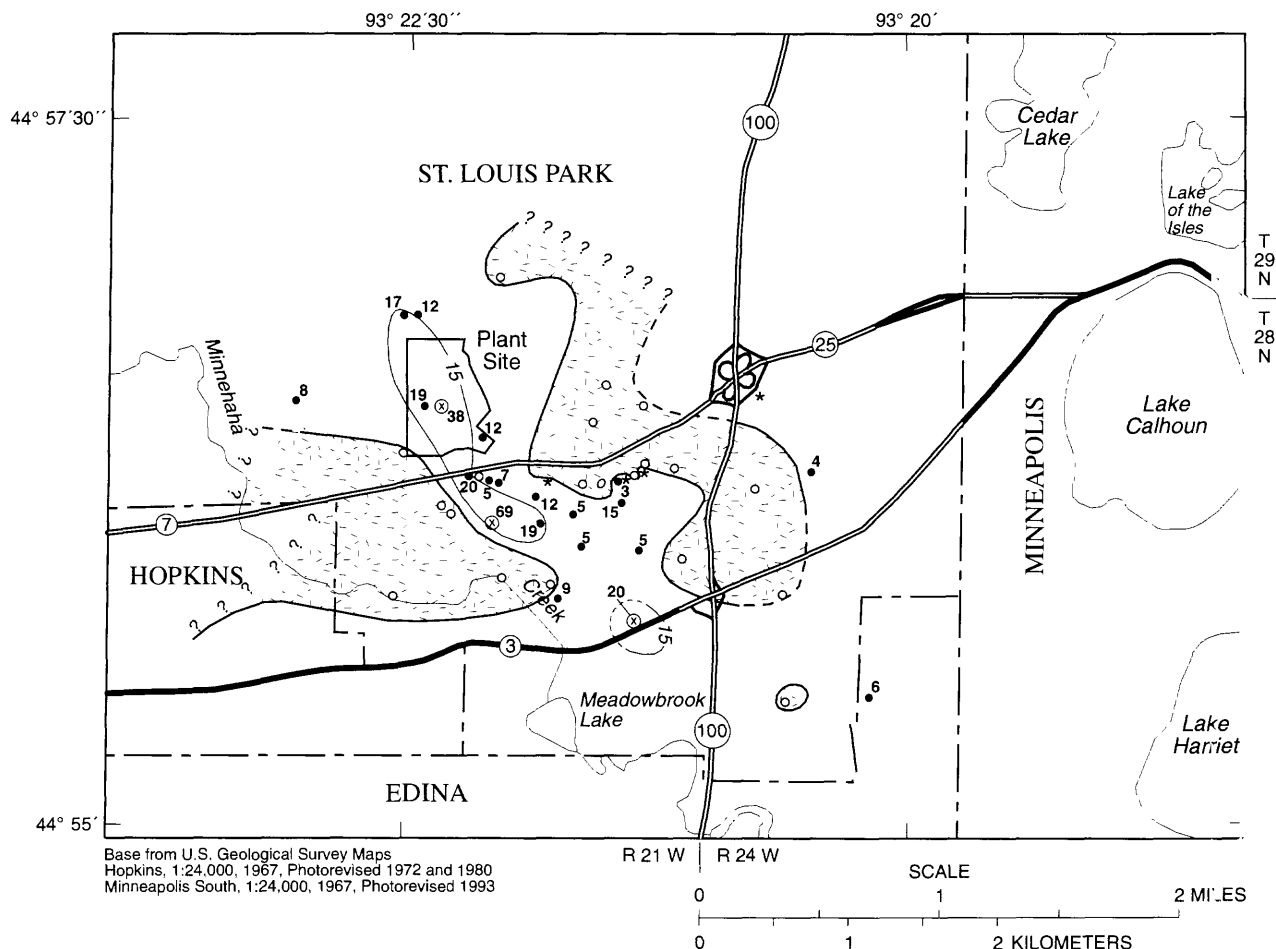 93° 22'30''
93° 20'
44° 57'30''
100
Cedar
Lake
ST. LOUIS PARK
Lake
of the
Isles
? ? ? ? ? ? ? ? ?
T
29
N
T
28
N
17 12
Plant
Site
15
25
Minnehaha
8
19
38
*
12
Lake
Calhoun
MINNEAPOLIS
?
?
?
?
?
?
?
?
?
4
20
5
7
*
* *
3
12
15
69
5
19
7
5
5
HOPKINS
Creek
9
20
15
3
6
Meadowbrook
Lake
100
Lake
Harriet
EDINA
44° 55'
Base from U.S. Geological Survey Maps
Hopkins, 1:24,000, 1967, Photorevised 1972 and 1980
Minneapolis South, 1:24,000, 1967, Photorevised 1993
R 21 W R 24 W
SCALE
0 1 2 MILES
0 1 2 KILOMETERS